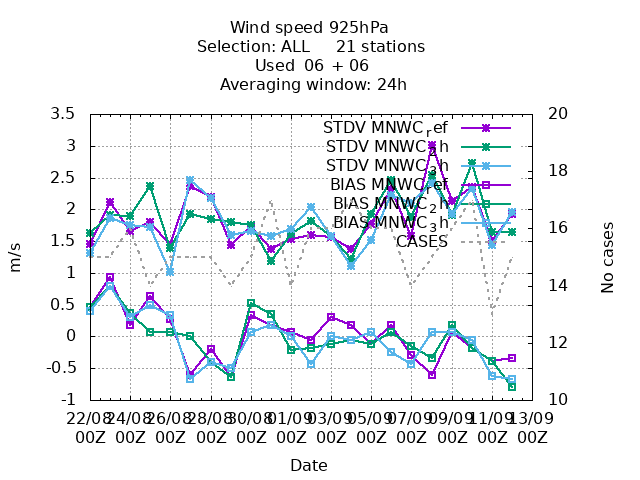 Wind speed 925hPa
Selection: ALL 21 stations
Used 06 + 06
Averaging window: 24h
STDV MNWC_ref
STDV MNWC_2h
STDV MNWC_3h
BIAS MNWC_ref
BIAS MNWC_2h
BIAS MNWC_3h
CASES
3.5
3
2.5
2
1.5
1
0.5
0
-0.5
-1
m/s
20
18
16
14
12
10
No cases
22/08 24/08 26/08 28/08 30/08 01/09 03/09 05/09 07/09 09/09 11/09 13/09
00Z 00Z 00Z 00Z 00Z 00Z 00Z 00Z 00Z 00Z 00Z 00Z
Date